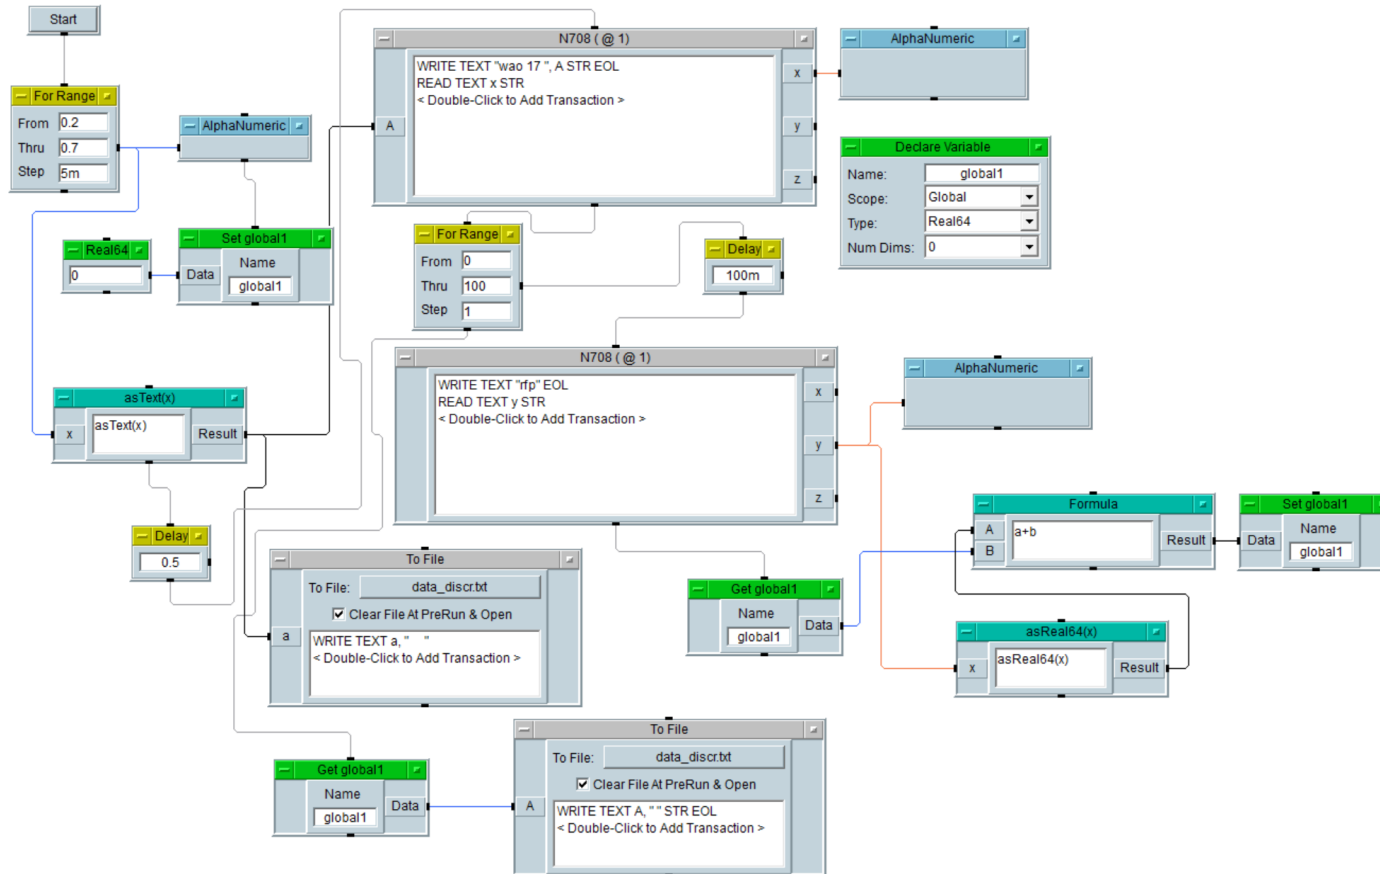 Start
For Range
From 0.2
Thru 0.7
Step 5m
AlphaNumeric
N708 ( @ 1)
WRITE TEXT "wao 17 ", A STR EOL
READ TEXT x STR
< Double-Click to Add Transaction >
A
x
y
z
AlphaNumeric
Declare Variable
Name: global1
Scope: Global
Type: Real64
Num Dims: 0
Real64
0
Set global1
Data
Name
global1
For Range
From 0
Thru 100
Step 1
Delay
100m
N708 ( @ 1)
WRITE TEXT "rfp" EOL
READ TEXT y STR
< Double-Click to Add Transaction >
x
y
z
AlphaNumeric
asText(x)
x
asText(x)
Result
Delay
0.5
Formula
A
B
a+b
Result
Set global1
Data
Name
global1
To File
To File: data_discr.txt
Clear File At PreRun & Open
a
WRITE TEXT a, "     "
< Double-Click to Add Transaction >
Get global1
Name
global1
Data
asReal64(x)
x
asReal64(x)
Result
Get global1
Name
global1
Data
To File
To File: data_discr.txt
Clear File At PreRun & Open
A
WRITE TEXT A, " " STR EOL
< Double-Click to Add Transaction >